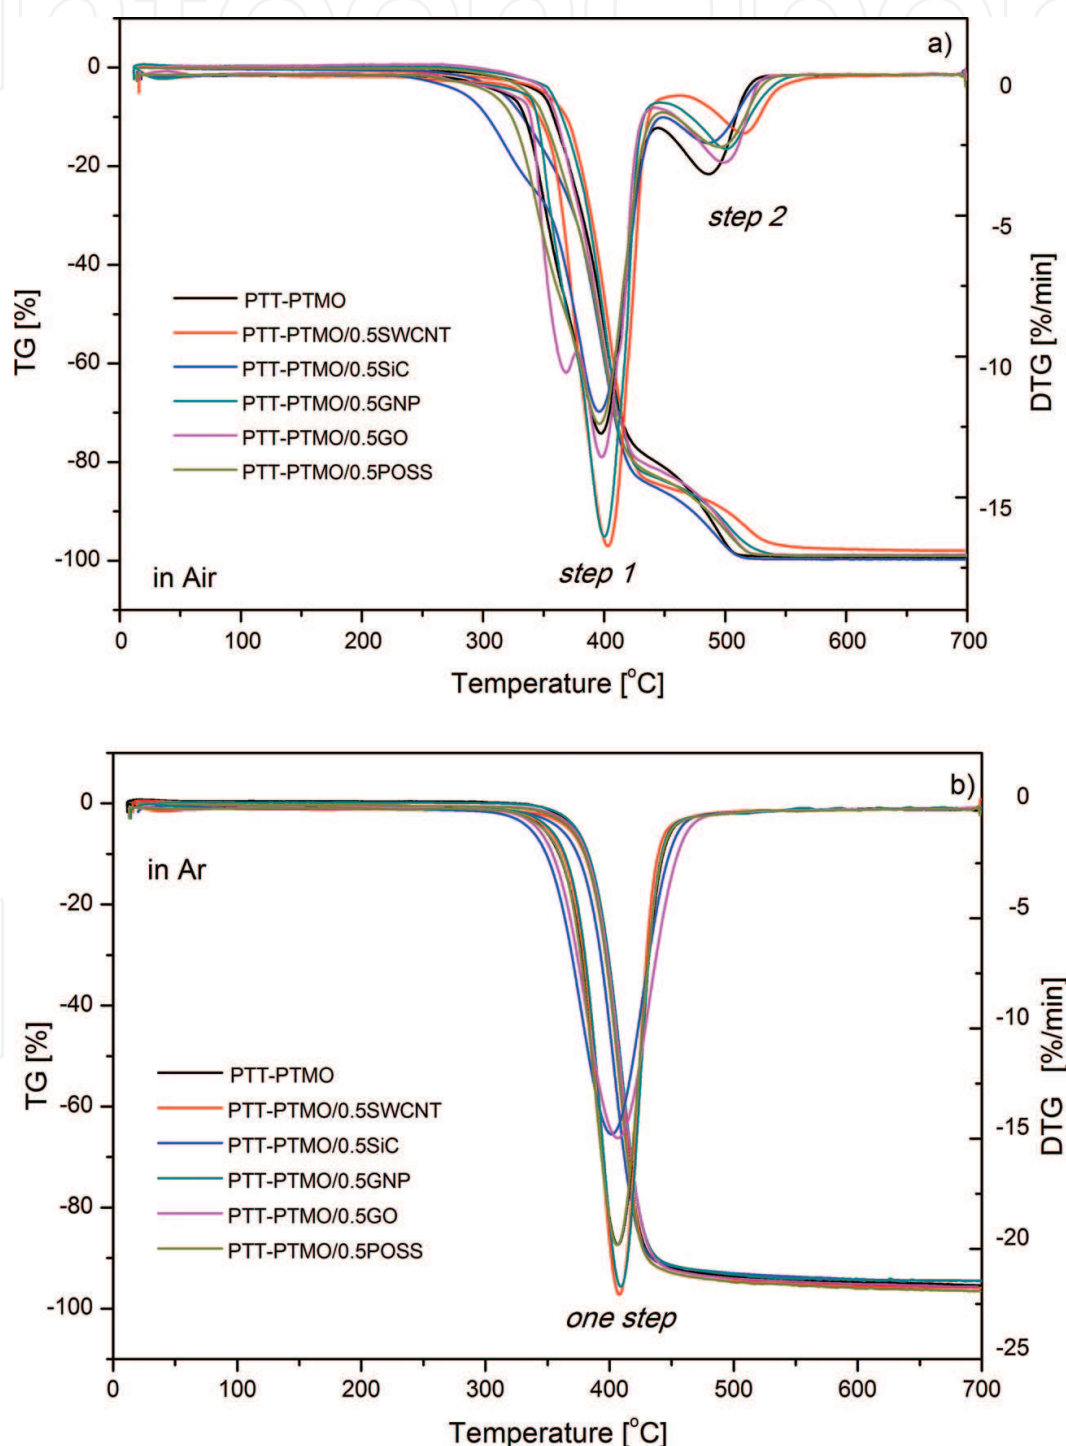 a)
0
-20
-40
-60
-80
-100
TG [%]
0
-5
-10
-15
DTG [%/min]
step 2
PTT-PTMO
PTT-PTMO/0.5SWCNT
PTT-PTMO/0.5SiC
PTT-PTMO/0.5GNP
PTT-PTMO/0.5GO
PTT-PTMO/0.5POSS
step 1
in Air
0 100 200 300 400 500 600 700
Temperature [°C]
b)
0
-20
-40
-60
-80
-100
TG [%]
0
-5
-10
-15
-20
-25
DTG [%/min]
in Ar
PTT-PTMO
PTT-PTMO/0.5SWCNT
PTT-PTMO/0.5SiC
PTT-PTMO/0.5GNP
PTT-PTMO/0.5GO
PTT-PTMO/0.5POSS
one step
0 100 200 300 400 500 600 700
Temperature [°C]